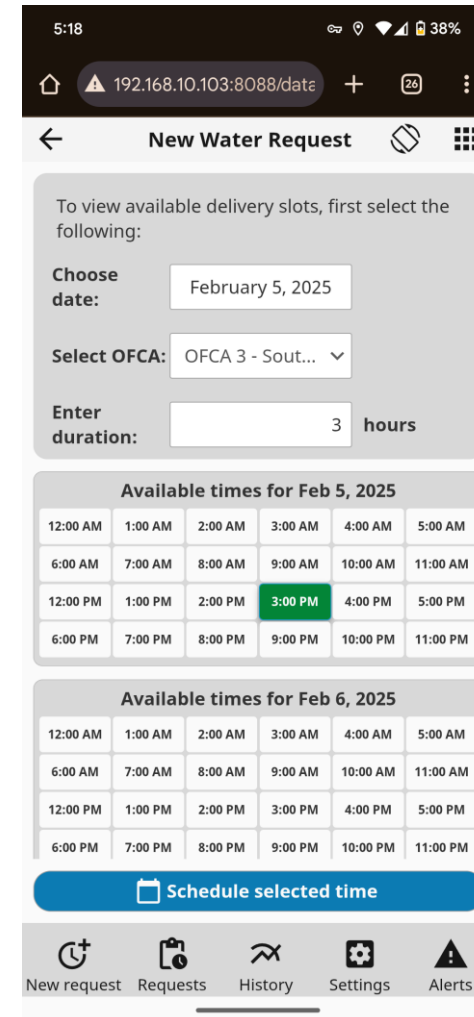 5:18 38%
192.168.10.103:8088/data 26
New Water Request
To view available delivery slots, first select the
following:
Choose
date:
February 5, 2025
Select OFCA: OFCA 3 - Sout...
Enter
duration:
3 hours
Available times for Feb 5, 2025
12:00 AM 1:00 AM 2:00 AM 3:00 AM 4:00 AM 5:00 AM
6:00 AM 7:00 AM 8:00 AM 9:00 AM 10:00 AM 11:00 AM
12:00 PM 1:00 PM 2:00 PM 3:00 PM 4:00 PM 5:00 PM
6:00 PM 7:00 PM 8:00 PM 9:00 PM 10:00 PM 11:00 PM
Available times for Feb 6, 2025
12:00 AM 1:00 AM 2:00 AM 3:00 AM 4:00 AM 5:00 AM
6:00 AM 7:00 AM 8:00 AM 9:00 AM 10:00 AM 11:00 AM
12:00 PM 1:00 PM 2:00 PM 3:00 PM 4:00 PM 5:00 PM
6:00 PM 7:00 PM 8:00 PM 9:00 PM 10:00 PM 11:00 PM
Schedule selected time
New request Requests History Settings Alerts